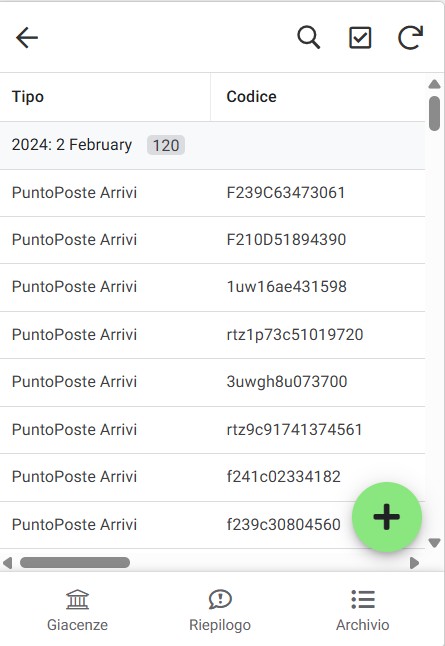 Tipo Codice
2024: 2 February 120
PuntoPoste Arrivi F239C63473061
PuntoPoste Arrivi F210D51894390
PuntoPoste Arrivi 1uw16ae431598
PuntoPoste Arrivi rtz1p73c51019720
PuntoPoste Arrivi 3uwgh8u073700
PuntoPoste Arrivi rtz9c91741374561
PuntoPoste Arrivi f241c02334182
PuntoPoste Arrivi f239c30804560
Giacenze Riepilogo Archivio